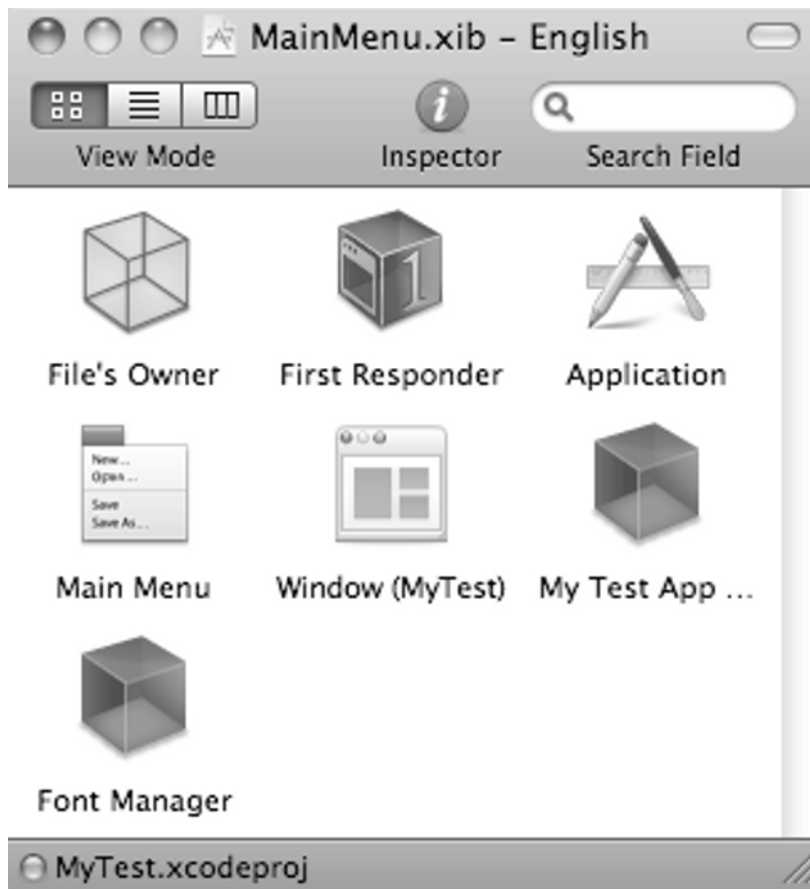 MainMenu.xib – English
View Mode
Inspector
Search Field
File's Owner
First Responder
1
Application
New...
Open...
Save
Save As...
Main Menu
Window (MyTest)
My Test App ...
Font Manager
MyTest.xcodeproj